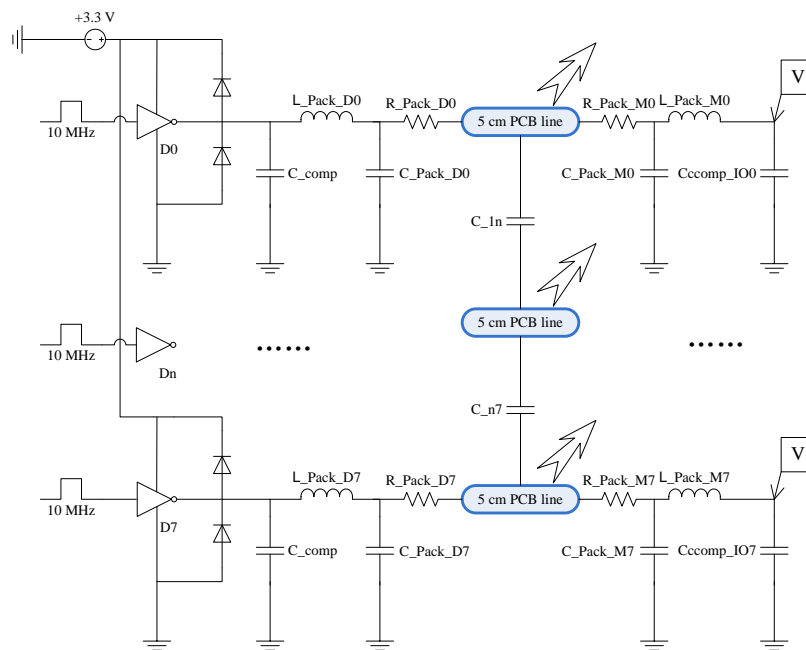 +3.3 V
10 MHz
D0
C_comp
L_Pack_D0
C_Pack_D0
R_Pack_D0
5 cm PCB line
R_Pack_M0
C_Pack_M0
L_Pack_M0
Cccomp_IO0
V
C_1n
10 MHz
Dn
......
5 cm PCB line
......
C_n7
10 MHz
D7
C_comp
L_Pack_D7
C_Pack_D7
R_Pack_D7
5 cm PCB line
R_Pack_M7
C_Pack_M7
L_Pack_M7
Cccomp_IO7
V